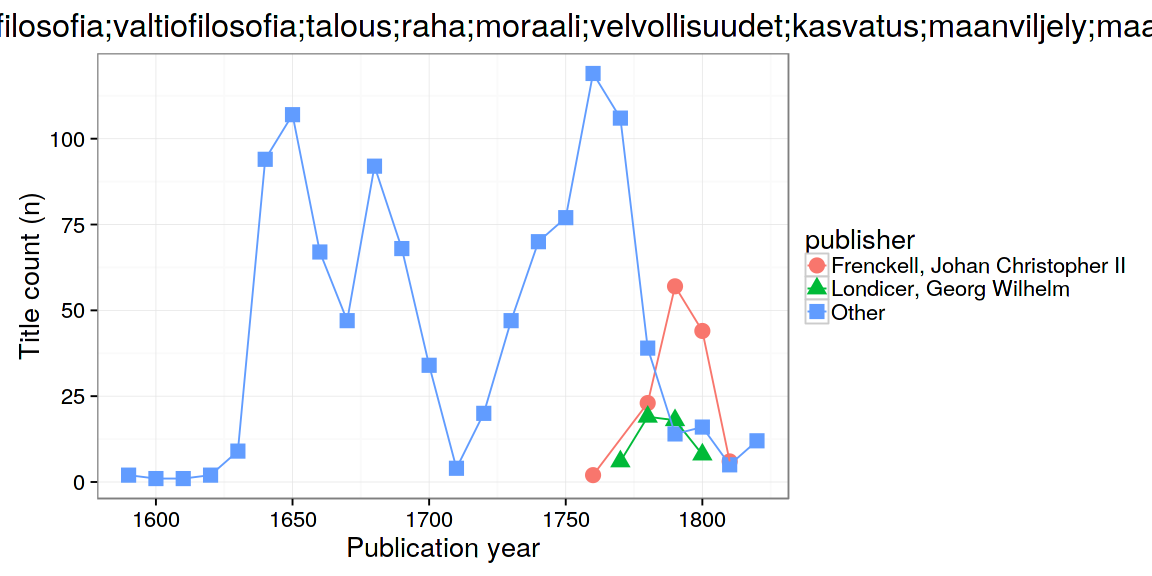 filosofia;valtiofilosofia;talous;raha;moraali;velvollisuudet;kasvatus;maanviljely;maa
100
75
50
25
0
Title count (n)
1600 1650 1700 1750 1800
Publication year
publisher
Frenckell, Johan Christopher II
Londicer, Georg Wilhelm
Other